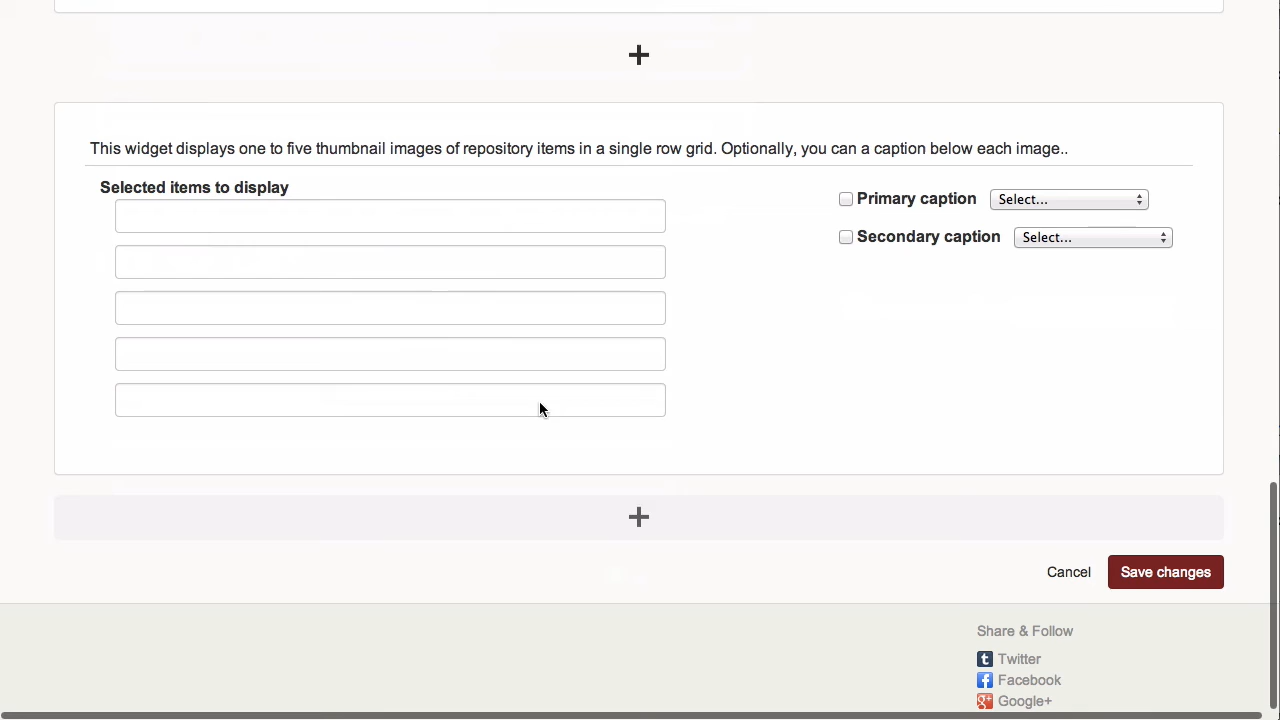 This widget displays one to five thumbnail images of repository items in a single row grid. Optionally, you can a caption below each image..
Selected items to display
Primary caption Select...
Secondary caption Select...
Cancel Save changes
Share & Follow
Twitter
Facebook
Google+